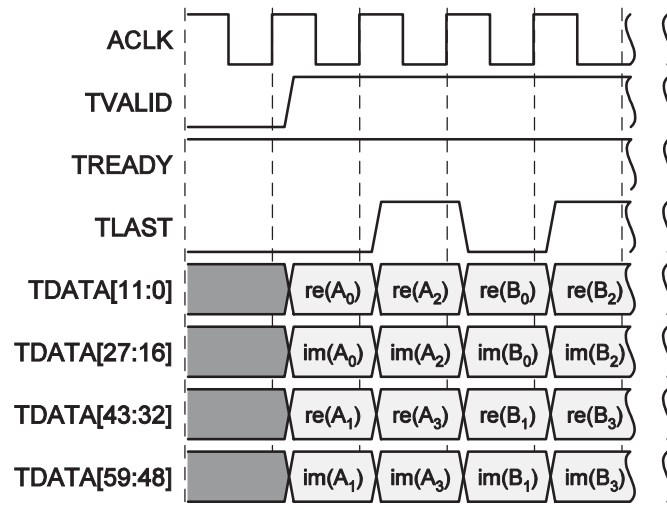 ACLK
TVALID
TREADY
TLAST
TDATA[11:0] re(A₀) re(A₂) re(B₀) re(B₂)
TDATA[27:16] im(A₀) im(A₂) im(B₀) im(B₂)
TDATA[43:32] re(A₁) re(A₃) re(B₁) re(B₃)
TDATA[59:48] im(A₁) im(A₃) im(B₁) im(B₃)